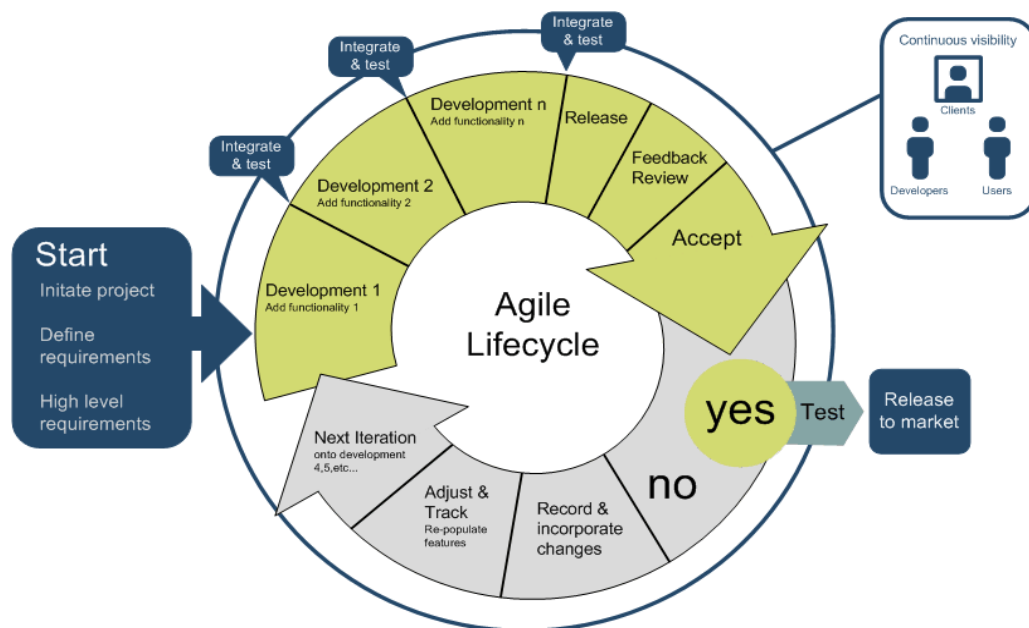 Start
Initate project
Define
requirements
High level
requirements
Integrate
& test
Integrate
& test
Integrate
& test
Development 1
Add functionality 1
Development 2
Add functionality 2
Development n
Add functionality n
Release
Feedback
Review
Accept
Agile
Lifecycle
yes
Test
Release
to market
no
Record &
incorporate
changes
Adjust &
Track
Re-populate
features
Next Iteration
onto development
4,5,etc...
Continuous visibility
Clients
Developers
Users